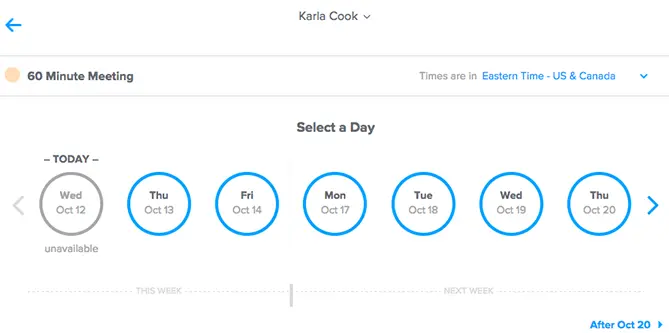 Karla Cook
60 Minute Meeting
Times are in Eastern Time - US & Canada
Select a Day
– TODAY –
Wed
Oct 12
Thu
Oct 13
Fri
Oct 14
Mon
Oct 17
Tue
Oct 18
Wed
Oct 19
Thu
Oct 20
unavailable
THIS WEEK
NEXT WEEK
After Oct 20